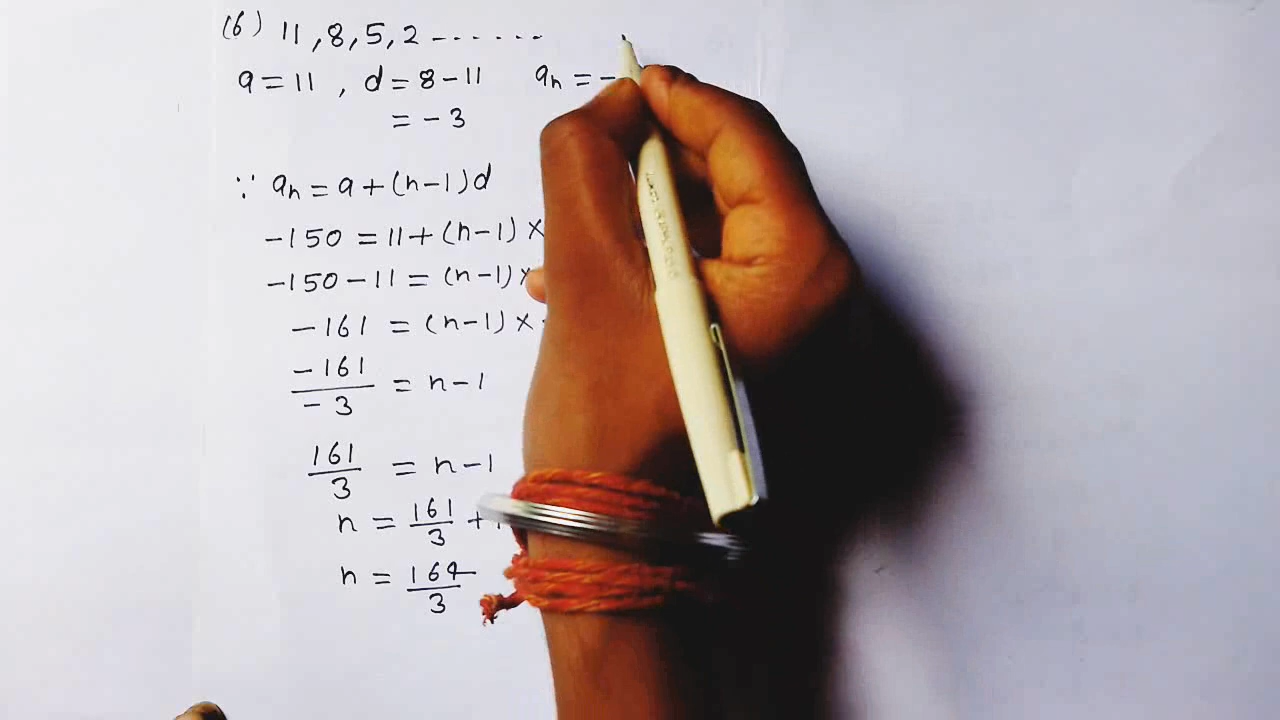 (6) 11, 8, 5, 2 - - - - - -
a = 11 , d = 8 - 11 an = -
= - 3
∵ an = a + (n-1)d
-150 = 11 + (n-1) ×
-150 - 11 = (n-1) ×
-161 = (n-1) ×
-161/-3 = n - 1
161/3 = n - 1
n = 161/3 +
n = 164/3